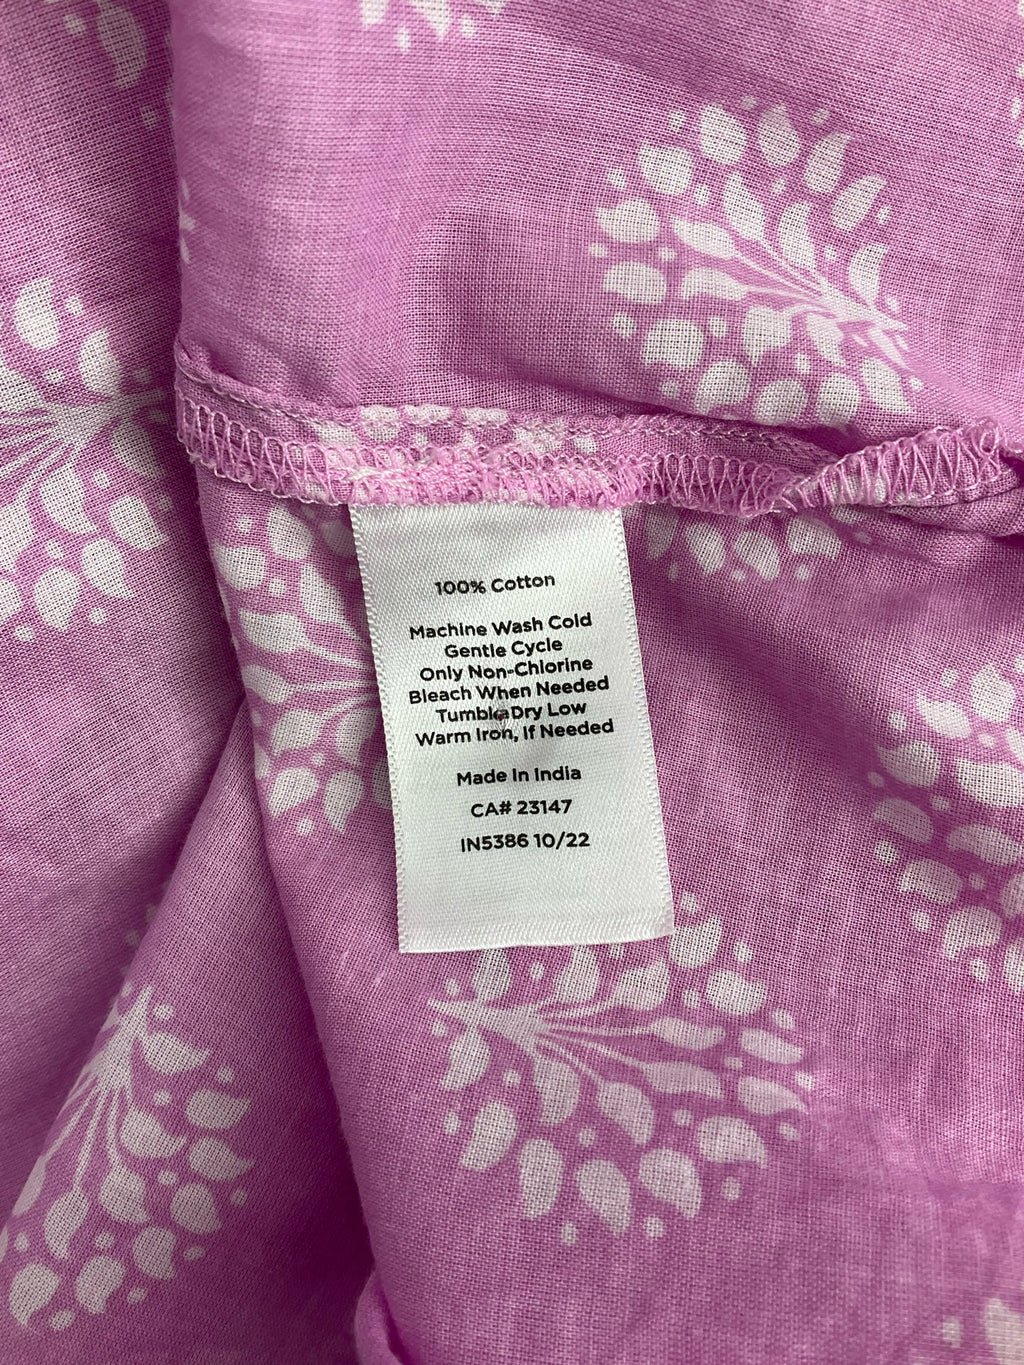 100% Cotton
Machine Wash Cold
Gentle Cycle
Only Non-Chlorine
Bleach When Needed
Tumble Dry Low
Warm Iron, If Needed
Made in India
CA# 23147
IN5386 10/22